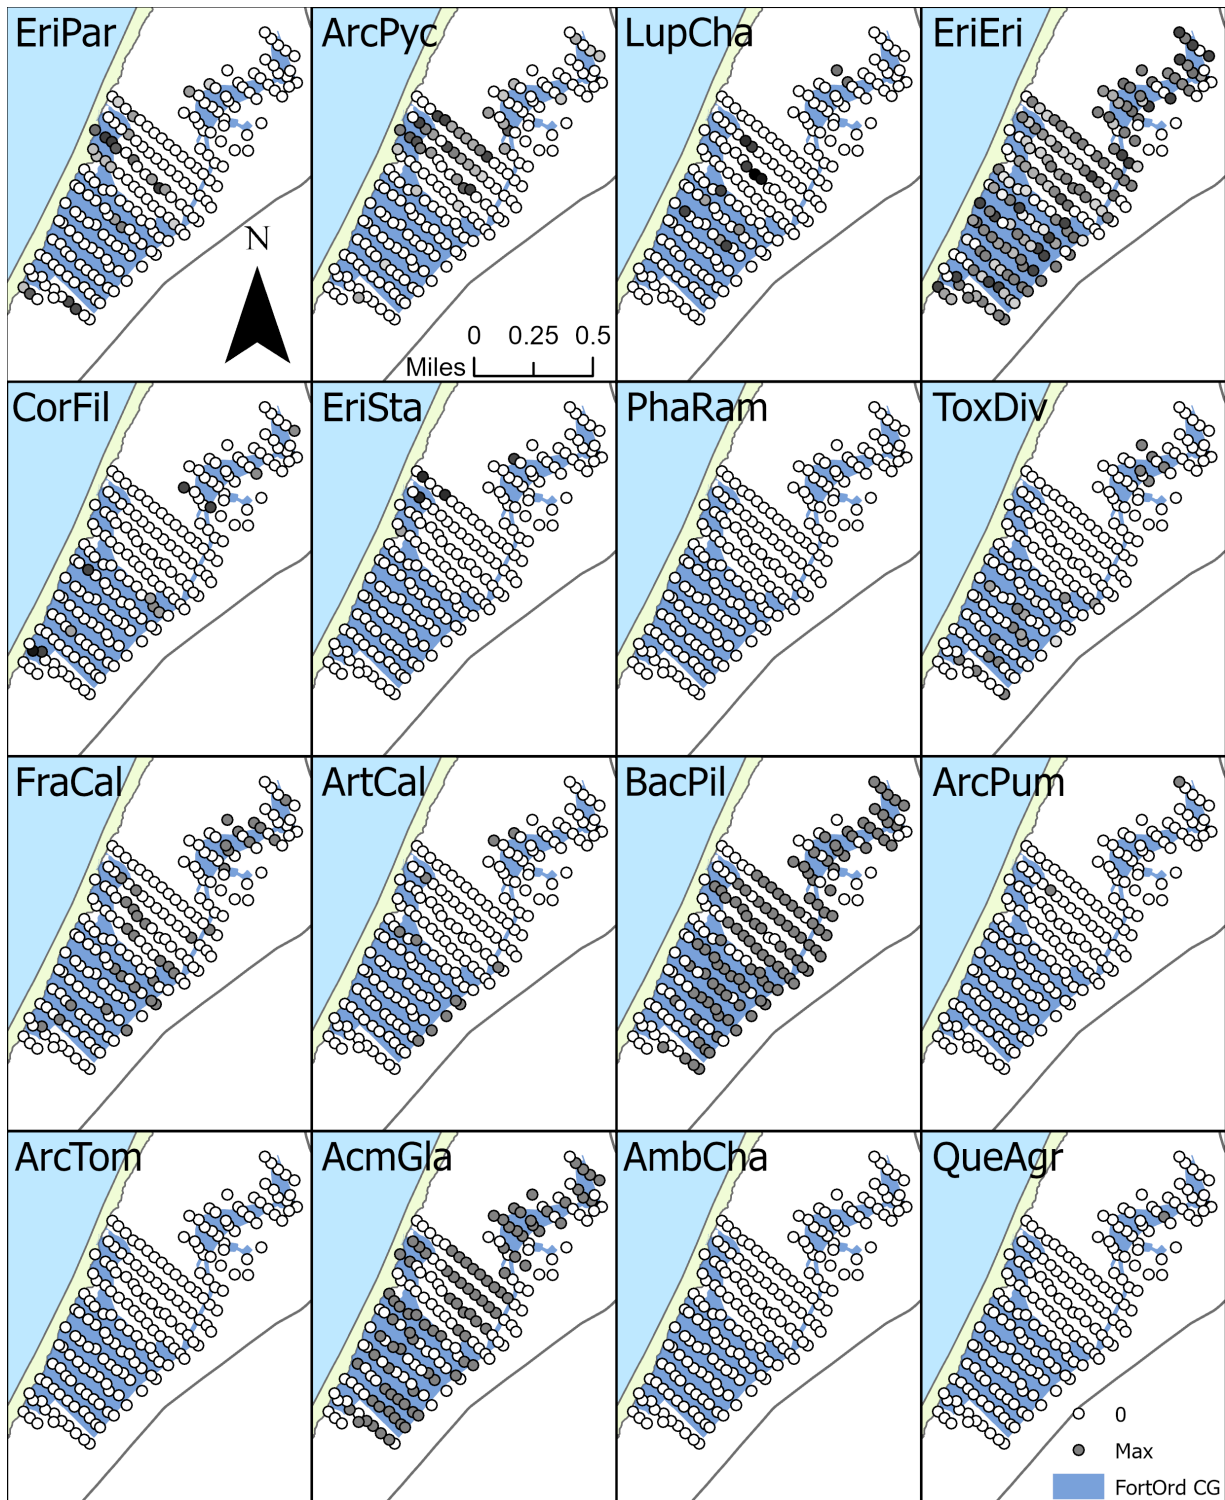 EriPar
ArcPyc
LupCha
EriEri
N
0 0.25 0.5
Miles
CorFil
EriSta
PhaRam
ToxDiv
FraCal
ArtCal
BacPil
ArcPum
ArcTom
AcmGla
AmbCha
QueAgr
0
Max
FortOrd CG